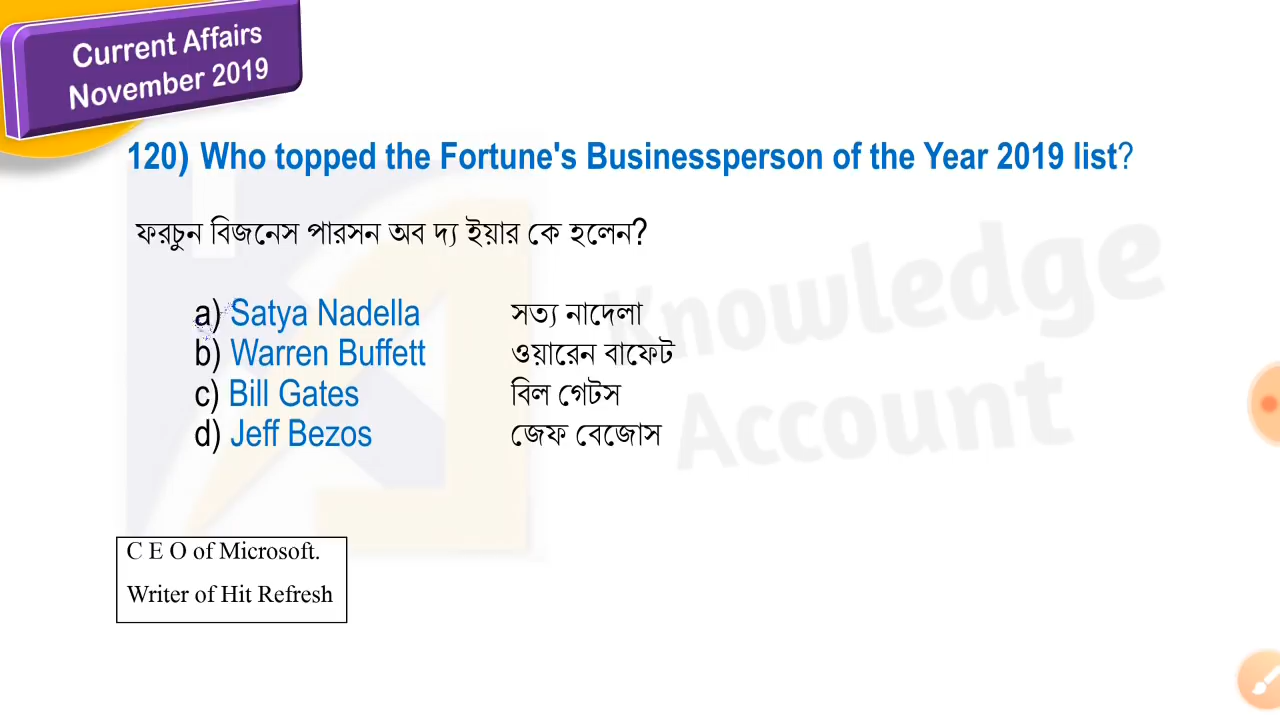 Current Affairs
November 2019
120) Who topped the Fortune's Businessperson of the Year 2019 list?
ফরচুন বিজনেস পারসন অব দ্য ইয়ার কে হলেন?
a) Satya Nadella সত্য নাদেলা
b) Warren Buffett ওয়ারেন বাফেট
c) Bill Gates বিল গেটস
d) Jeff Bezos জেফ বেজোস
Knowledge
Account
C E O of Microsoft.
Writer of Hit Refresh